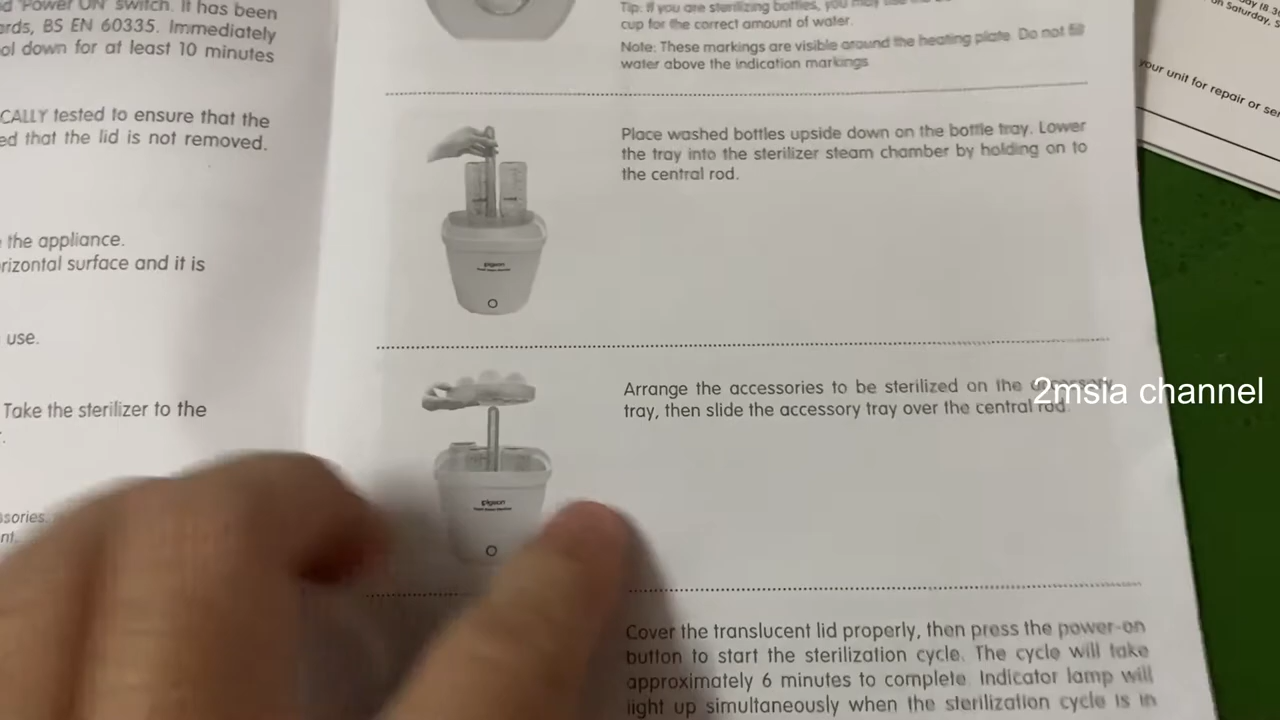 d 'Power ON' switch. It has been
ards, BS EN 60335. Immediately
ol down for at least 10 minutes
CALLY tested to ensure that the
ed that the lid is not removed.
the appliance.
rizontal surface and it is
use.
Take the sterilizer to the
ssories.
nt.
Tip: If you are sterilizing bottles, you may use the
cup for the correct amount of water.
Note: These markings are visible around the heating plate. Do not fill
water above the indication markings
Place washed bottles upside down on the bottle tray. Lower
the tray into the sterilizer steam chamber by holding on to
the central rod.
pigeon
Arrange the accessories to be sterilized on the accessory
tray, then slide the accessory tray over the central rod.
pigeon
Cover the translucent lid properly, then press the power-on
button to start the sterilization cycle. The cycle will take
approximately 6 minutes to complete. Indicator lamp will
light up simultaneously when the sterilization cycle is in
on Saturday, S
your unit for repair or ser
2msia channel